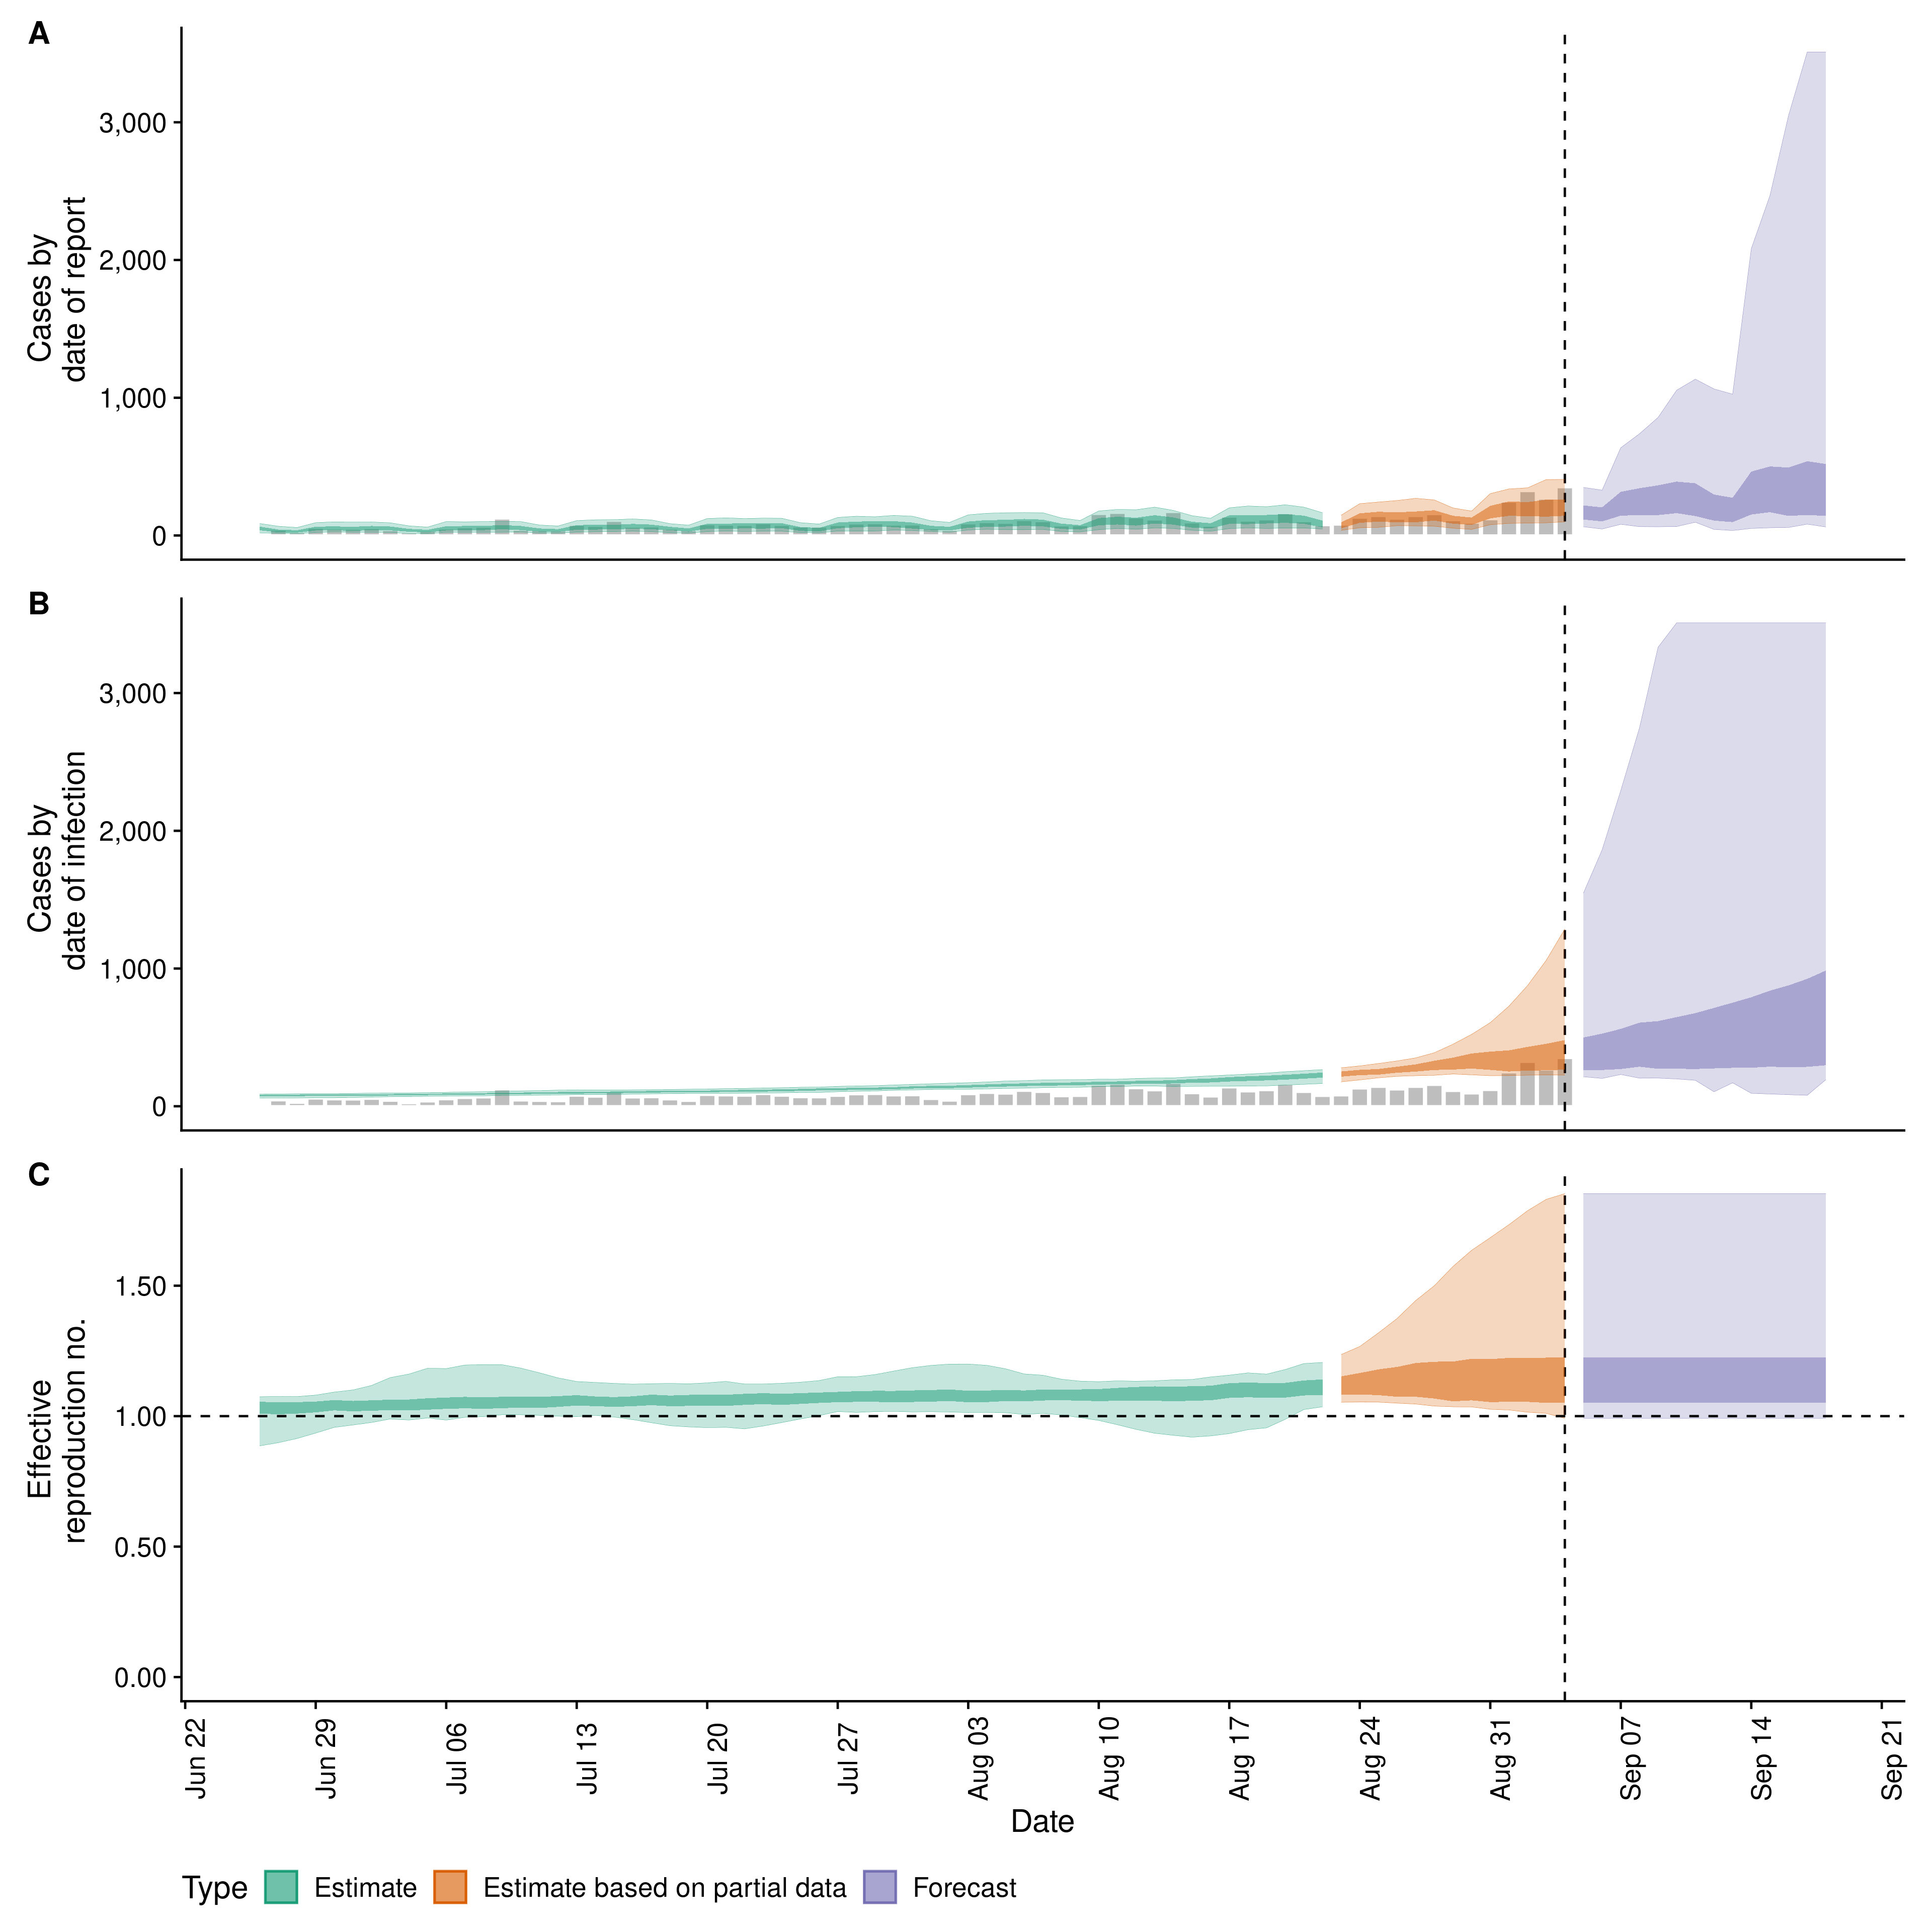 A
Cases by
date of report
3,000
2,000
1,000
0
B
Cases by
date of infection
3,000
2,000
1,000
0
C
Effective
reproduction no.
1.50
1.00
0.50
0.00
Jun 22
Jun 29
Jul 06
Jul 13
Jul 20
Jul 27
Aug 03
Aug 10
Aug 17
Aug 24
Aug 31
Sep 07
Sep 14
Sep 21
Date
Type Estimate Estimate based on partial data Forecast